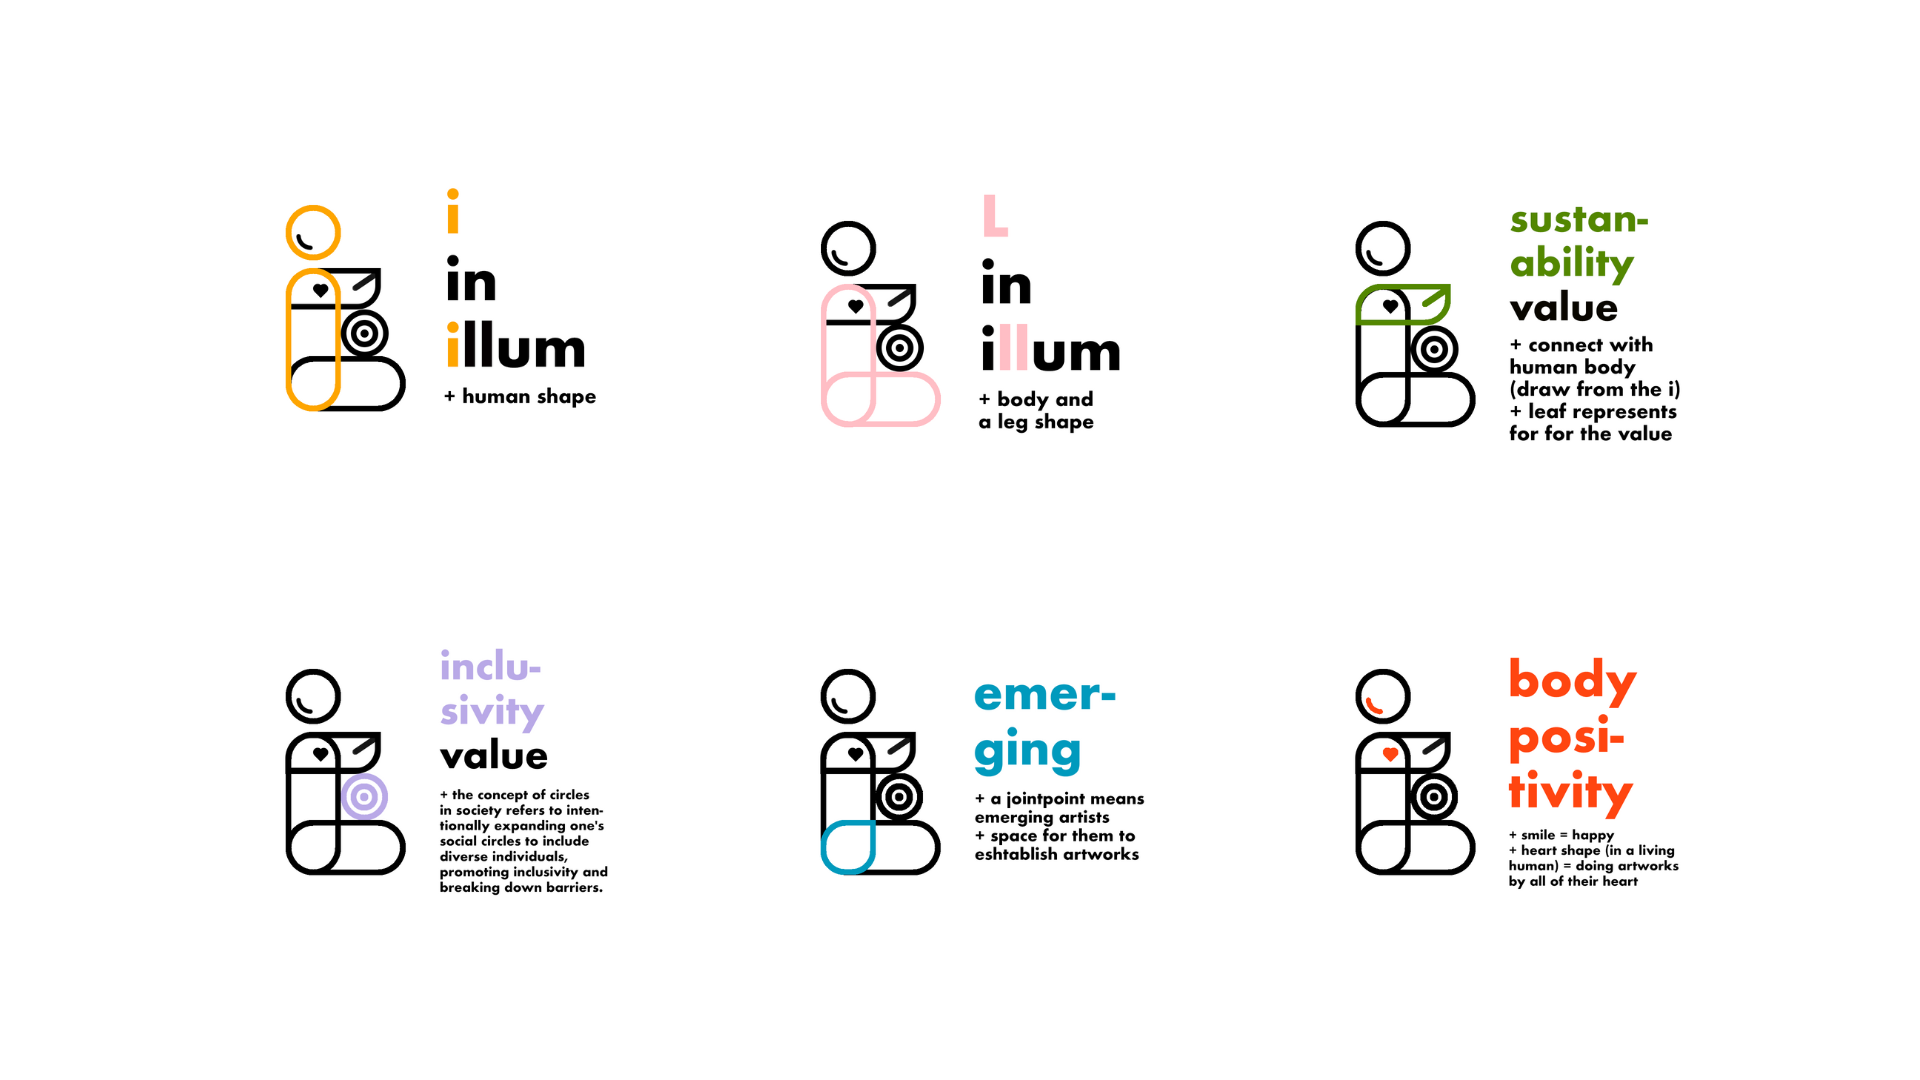 i
in
illum
+ human shape
L
in
illum
+ body and
a leg shape
sustan-
ability
value
+ connect with
human body
(draw from the i)
+ leaf represents
for for the value
inclu-
sivity
value
+ the concept of circles
in society refers to inten-
tionally expanding one's
social circles to include
diverse individuals,
promoting inclusivity and
breaking down barriers.
emer-
ging
+ a jointpoint means
emerging artists
+ space for them to
eshtablish artworks
body
posi-
tivity
+ smile = happy
+ heart shape (in a living
human) = doing artworks
by all of their heart